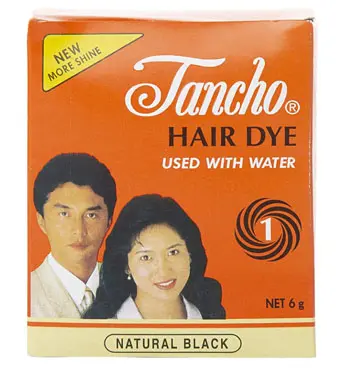 NEW
MORE SHINE
Tancho®
HAIR DYE
USED WITH WATER
1
NET 6 g
NATURAL BLACK